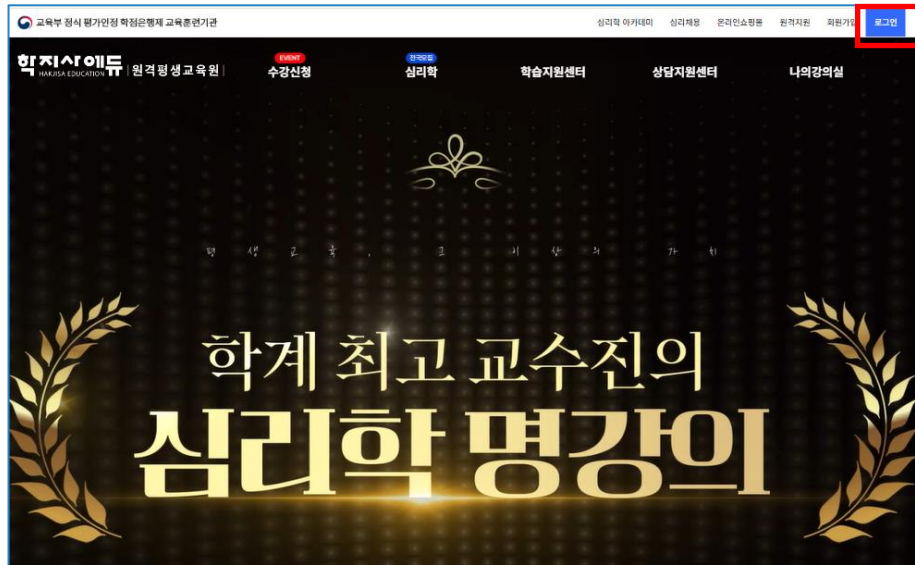 교육부 정식 평가인정 학점은행제 교육훈련기관
심리학 아카데미 심리채용 온라인쇼핑몰 원격지원 회원가입 로그인
학지사에듀 HAKJISA EDUCATION 원격평생교육원
EVENT 수강신청
전국모집 심리학
학습지원센터 상담지원센터 나의강의실
평생교육, 그 이상의 가치
학계 최고 교수진의
심리학 명강의